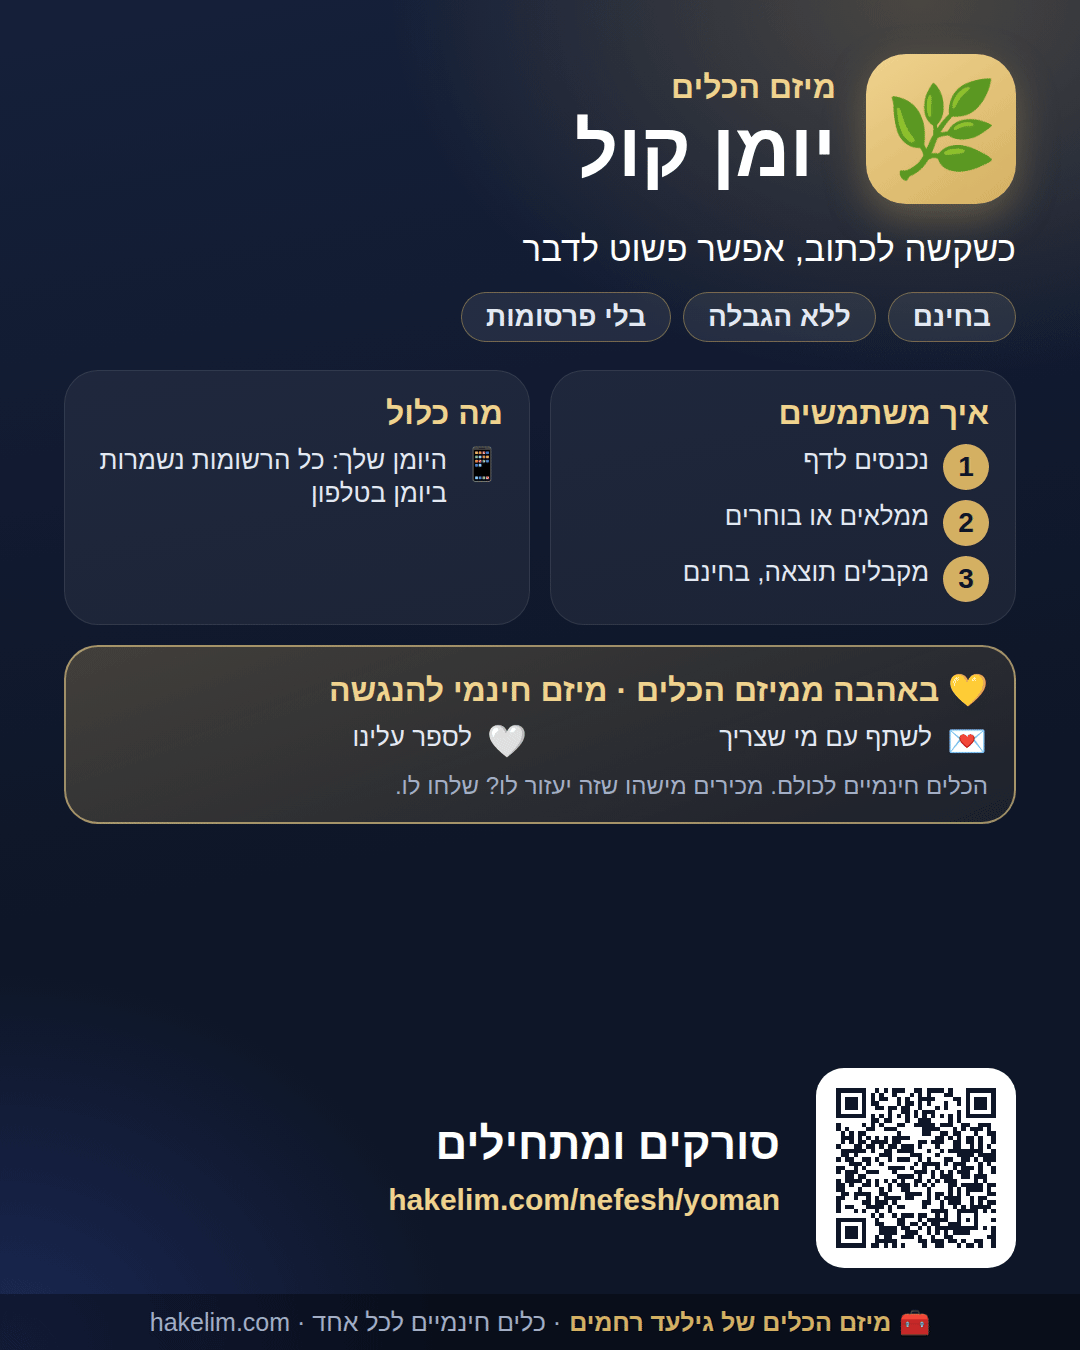 מיזם הכלים
יומן קול
כשקשה לכתוב, אפשר פשוט לדבר
בחינם
ללא הגבלה
בלי פרסומות
איך משתמשים
1 נכנסים לדף
2 ממלאים או בוחרים
3 מקבלים תוצאה, בחינם
מה כלול
היומן שלך: כל הרשומות נשמרות
ביומן בטלפון
באהבה ממיזם הכלים · מיזם חינמי להנגשה
לשתף עם מי שצריך
לספר עלינו
הכלים חינמיים לכולם. מכירים מישהו שזה יעזור לו? שלחו לו.
סורקים ומתחילים
hakelim.com/nefesh/yoman
מיזם הכלים של גילעד רחמים · כלים חינמיים לכל אחד · hakelim.com